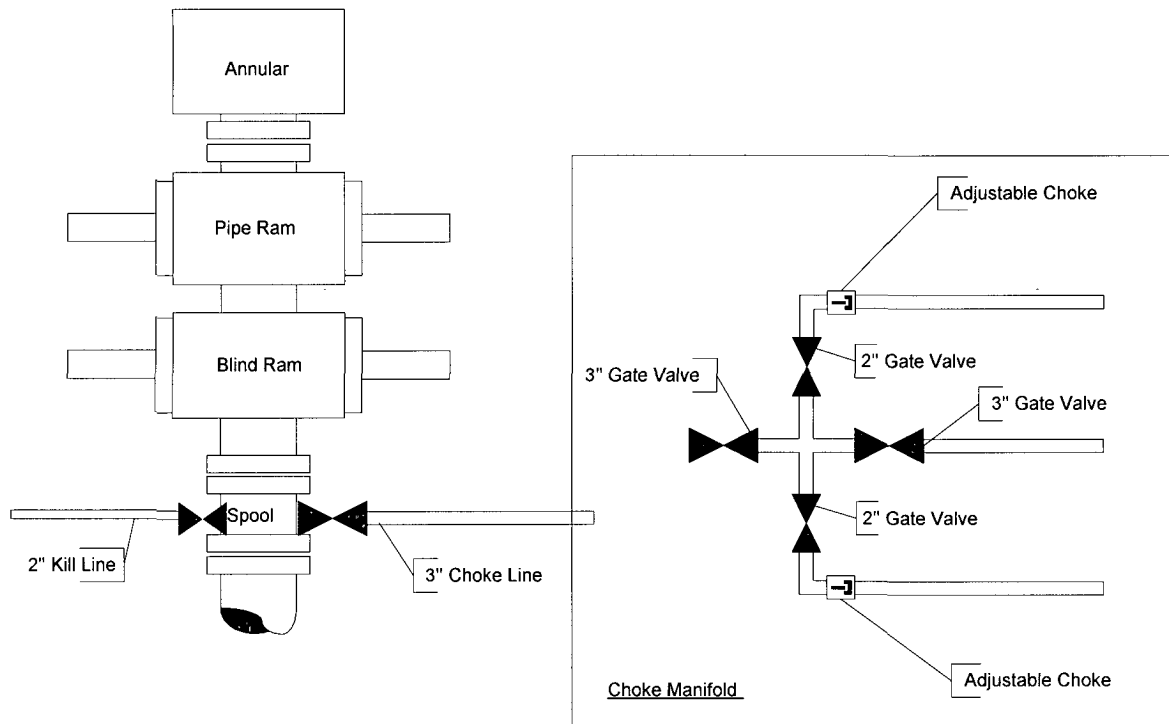 Annular
Pipe Ram
Blind Ram
Spool
2" Kill Line
3" Choke Line
Adjustable Choke
2" Gate Valve
3" Gate Valve
3" Gate Valve
2" Gate Valve
Adjustable Choke
Choke Manifold